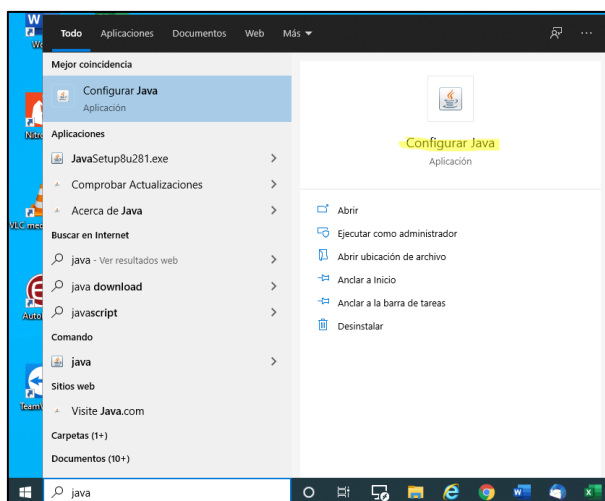 W
Todo Aplicaciones Documentos Web Más
Mejor coincidencia
Configurar Java
Aplicación
Aplicaciones
JavaSetup8u281.exe
Comprobar Actualizaciones
Acerca de Java
Buscar en Internet
java - Ver resultados web
java download
javascript
Comando
java
Sitios web
Visite Java.com
Carpetas (1+)
Documentos (10+)
java
Configurar Java
Aplicación
Abrir
Ejecutar como administrador
Abrir ubicación de archivo
Anclar a Inicio
Anclar a la barra de tareas
Desinstalar
Nitro
VLC med
Auto
Team